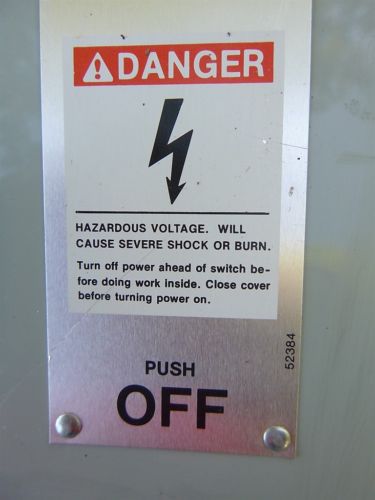 DANGER
HAZARDOUS VOLTAGE. WILL
CAUSE SEVERE SHOCK OR BURN.
Turn off power ahead of switch be-
fore doing work inside. Close cover
before turning power on.
52384
PUSH
OFF